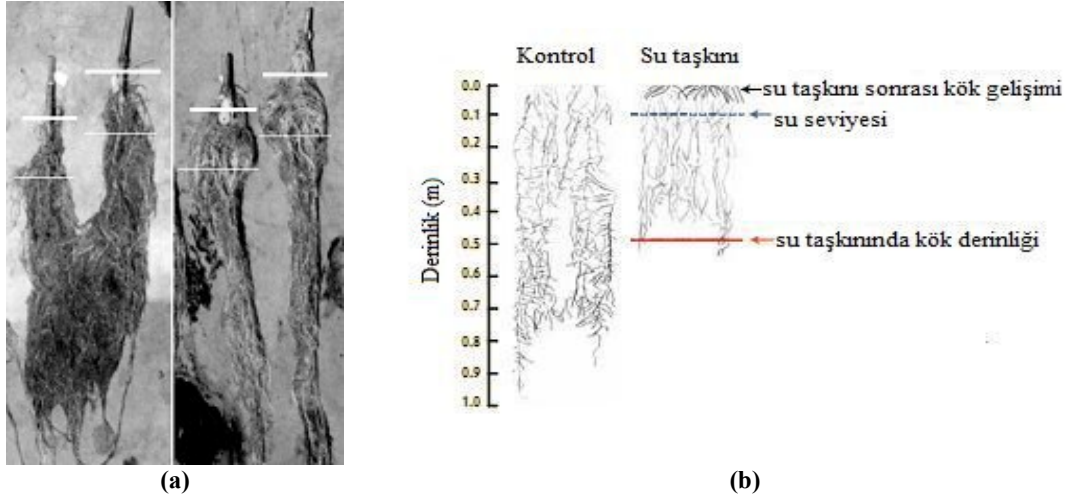 Kontrol Su taşkını
0.0
0.1
0.2
0.3
0.4
0.5
0.6
0.7
0.8
0.9
1.0
Derinlik (m)
su taşkını sonrası kök gelişimi
su seviyesi
su taşkınında kök derinliği
(a) (b)